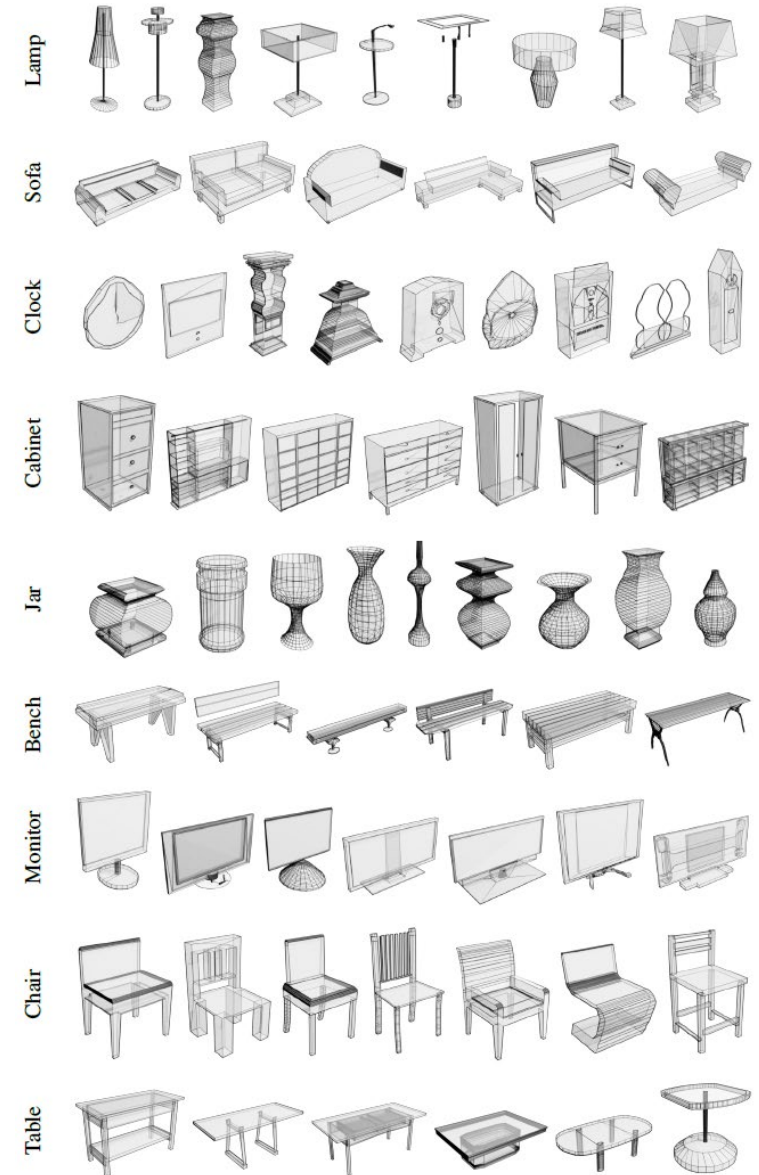 Lamp
Sofa
Clock
Cabinet
Jar
Bench
Monitor
Chair
Table